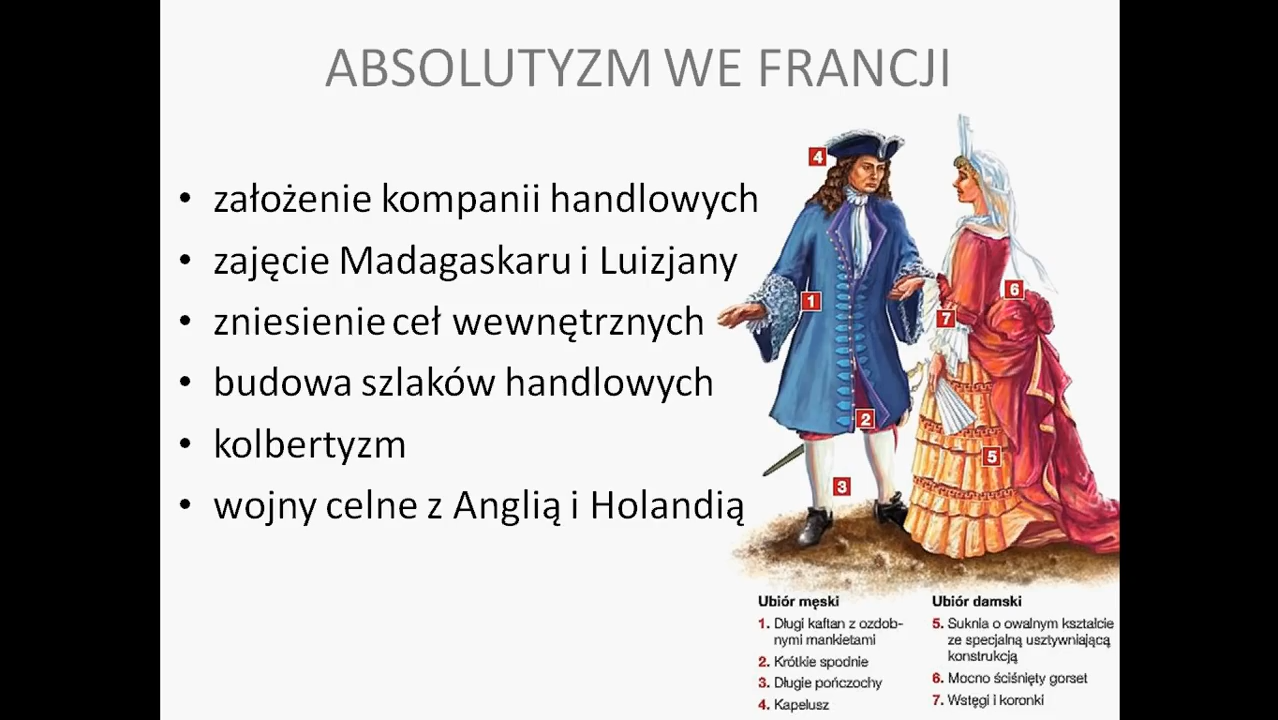 ABSOLUTYZM WE FRANCJI
• założenie kompanii handlowych
• zajęcie Madagaskaru i Luizjany
• zniesienie ceł wewnętrznych
• budowa szlaków handlowych
• kolbertyzm
• wojny celne z Anglią i Holandią
4
1
6
7
2
5
3
Ubiór męski
1. Długi kaftan z ozdob-
nymi mankietami
2. Krótkie spodnie
3. Długie pończochy
4. Kapelusz
Ubiór damski
5. Suknia o owalnym kształcie
ze specjalną usztywniającą
konstrukcją
6. Mocno ściśnięty gorset
7. Wstęgi i koronki